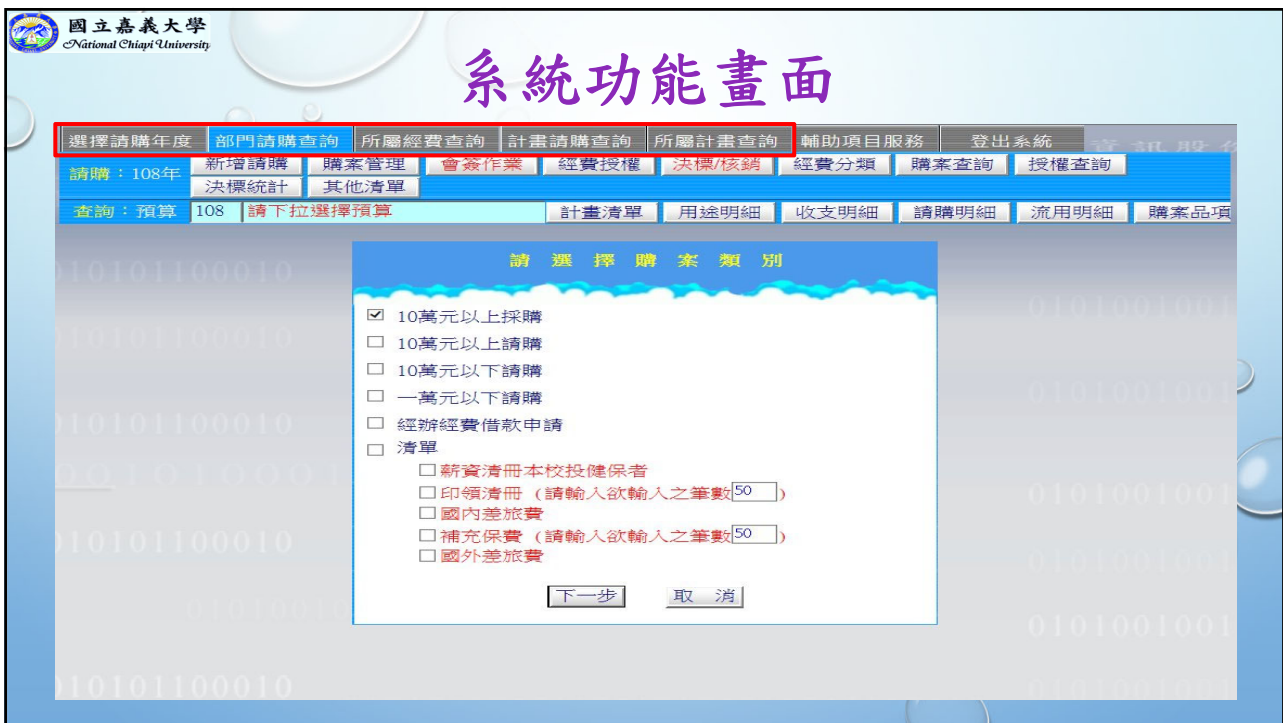 國立嘉義大學
National Chiayi University
系統功能畫面
選擇請購年度 部門請購查詢 所屬經費查詢 計畫請購查詢 所屬計畫查詢 輔助項目服務 登出系統
請購：108年 新增請購 購案管理 會簽作業 經費授權 決標/核銷 經費分類 購案查詢 授權查詢
決標統計 其他清單
查詢：預算 108 請下拉選擇預算 計畫清單 用途明細 收支明細 請購明細 流用明細 購案品項
請 選 擇 購 案 類 別
10萬元以上採購
10萬元以上請購
10萬元以下請購
一萬元以下請購
經辦經費借款申請
清單
薪資清冊本校投健保者
印領清冊 (請輸入欲輸入之筆數50)
國內差旅費
補充保費 (請輸入欲輸入之筆數50)
國外差旅費
下一步 取 消